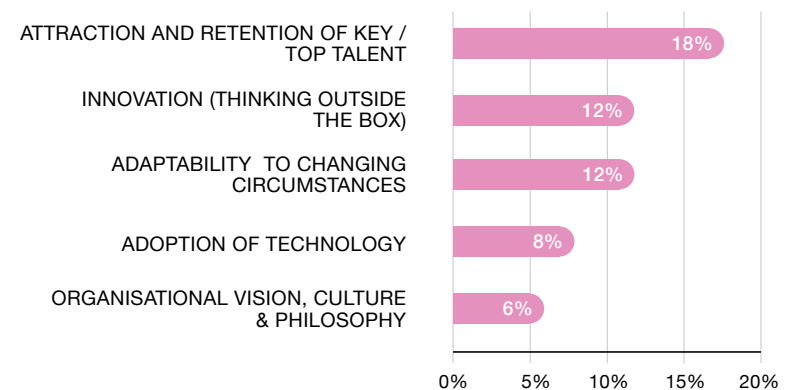 ATTRACTION AND RETENTION OF KEY /
TOP TALENT
18%
INNOVATION (THINKING OUTSIDE
THE BOX)
12%
ADAPTABILITY  TO CHANGING
CIRCUMSTANCES
12%
ADOPTION OF TECHNOLOGY
8%
ORGANISATIONAL VISION, CULTURE
& PHILOSOPHY
6%
0% 5% 10% 15% 20%